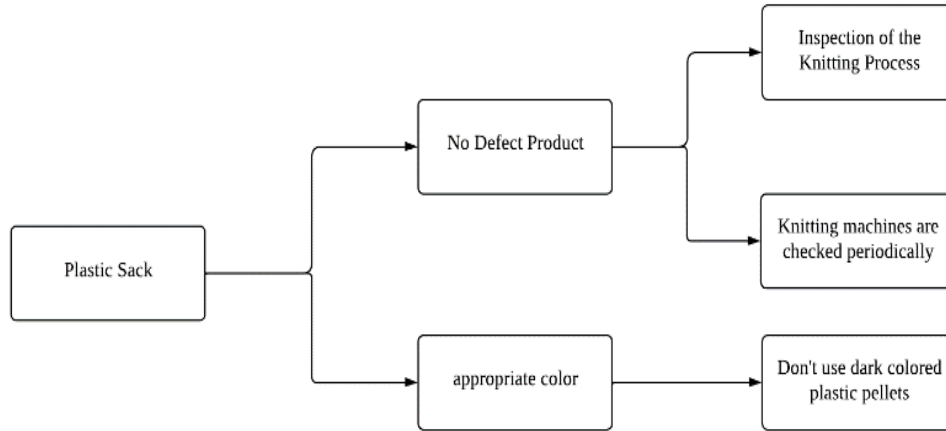 Inspection of the
Knitting Process
No Defect Product
Knitting machines are
checked periodically
Plastic Sack
appropriate color
Don't use dark colored
plastic pellets